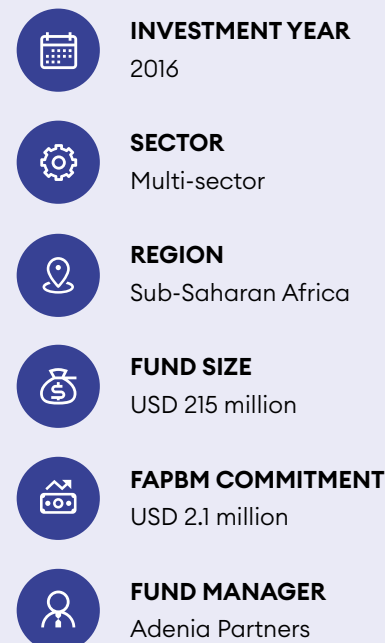 INVESTMENT YEAR
2016
SECTOR
Multi-sector
REGION
Sub-Saharan Africa
FUND SIZE
USD 215 million
FAPBM COMMITMENT
USD 2.1 million
FUND MANAGER
Adenia Partners